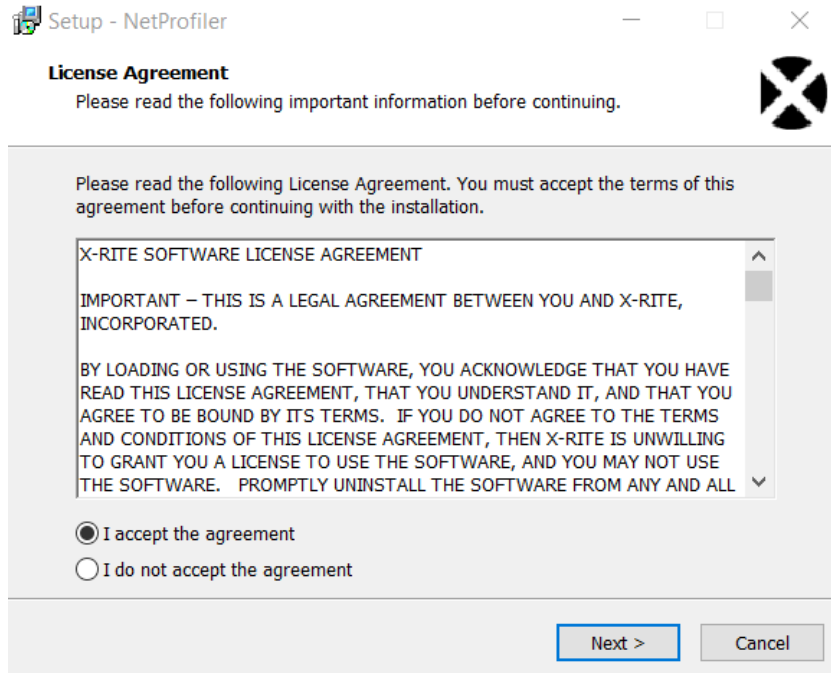 Setup - NetProfiler
License Agreement
Please read the following important information before continuing.
Please read the following License Agreement. You must accept the terms of this
agreement before continuing with the installation.
X-RITE SOFTWARE LICENSE AGREEMENT
IMPORTANT – THIS IS A LEGAL AGREEMENT BETWEEN YOU AND X-RITE,
INCORPORATED.
BY LOADING OR USING THE SOFTWARE, YOU ACKNOWLEDGE THAT YOU HAVE
READ THIS LICENSE AGREEMENT, THAT YOU UNDERSTAND IT, AND THAT YOU
AGREE TO BE BOUND BY ITS TERMS.  IF YOU DO NOT AGREE TO THE TERMS
AND CONDITIONS OF THIS LICENSE AGREEMENT, THEN X-RITE IS UNWILLING
TO GRANT YOU A LICENSE TO USE THE SOFTWARE, AND YOU MAY NOT USE
THE SOFTWARE.   PROMPTLY UNINSTALL THE SOFTWARE FROM ANY AND ALL
I accept the agreement
I do not accept the agreement
Next >
Cancel